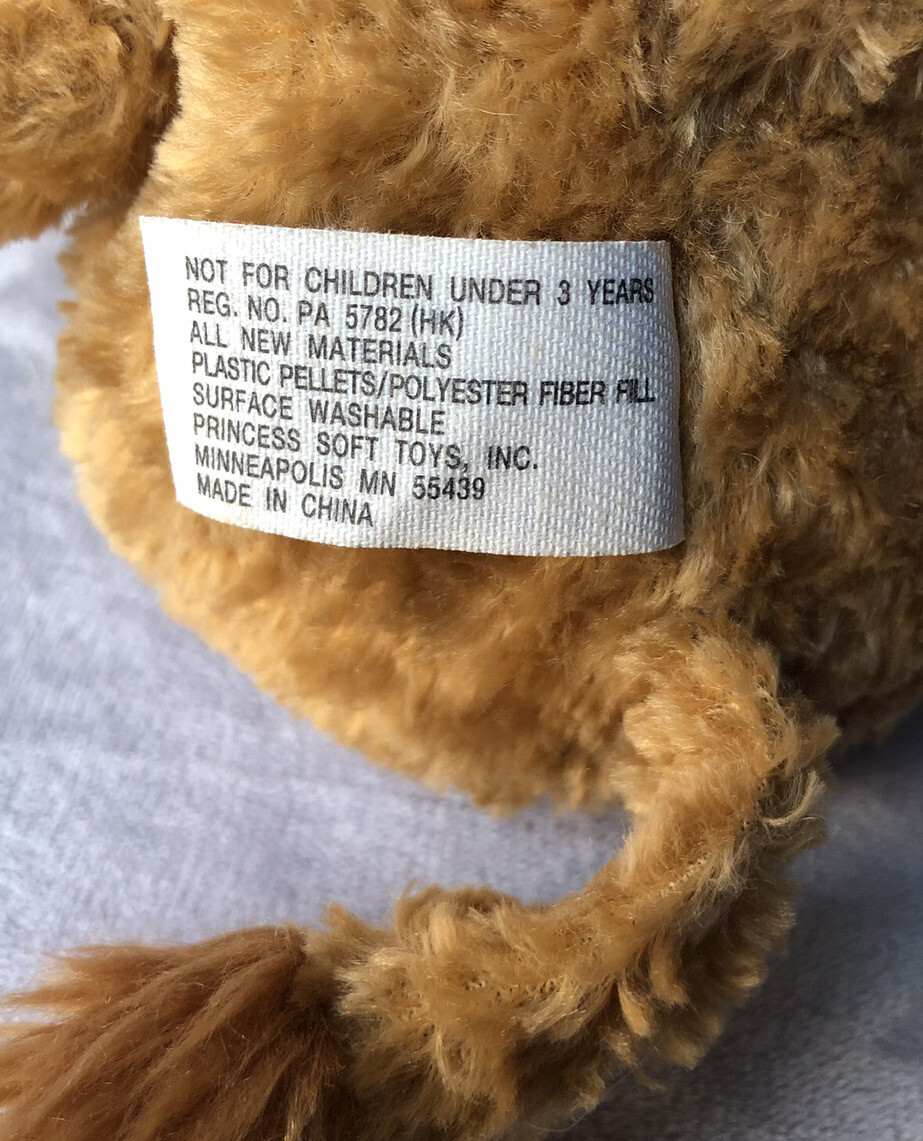 NOT FOR CHILDREN UNDER 3 YEARS
REG. NO. PA 5782 (HK)
ALL NEW MATERIALS
PLASTIC PELLETS/POLYESTER FIBER FILL
SURFACE WASHABLE
PRINCESS SOFT TOYS, INC.
MINNEAPOLIS MN 55439
MADE IN CHINA